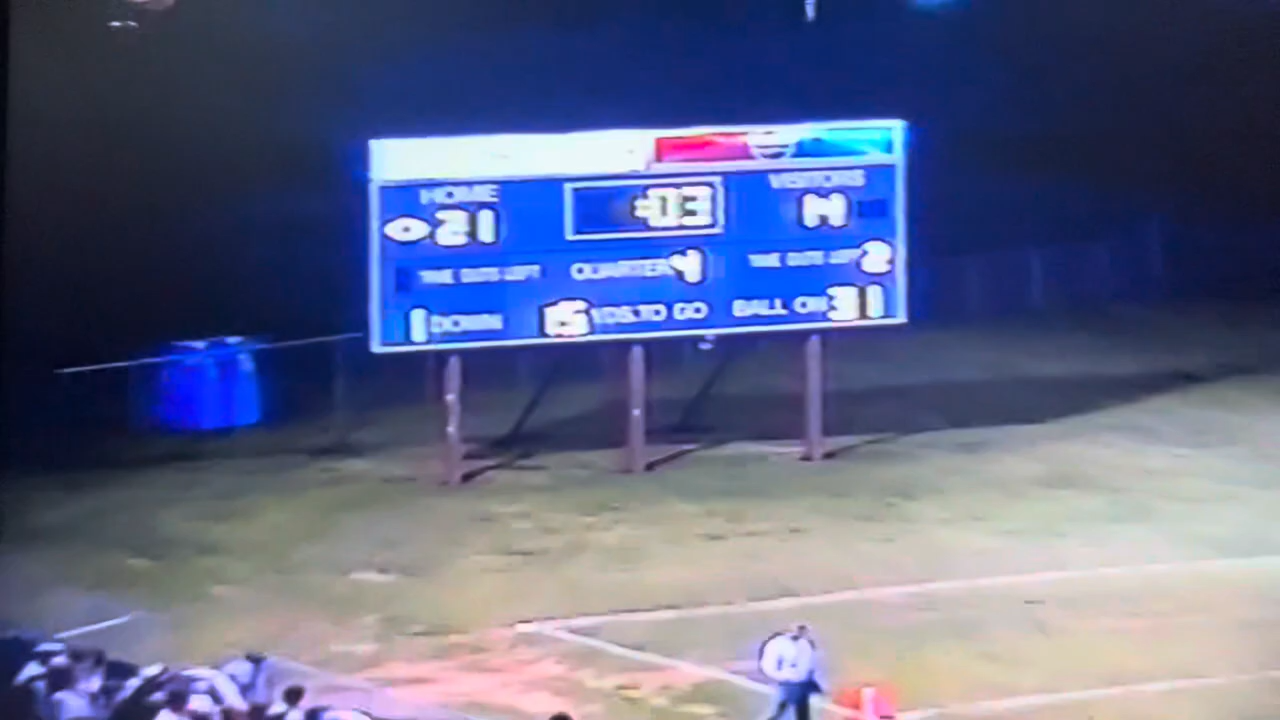 HOME :03 VISITORS
21 14
TIME OUTS LEFT QUARTER 4 TIME OUTS LEFT 2
1 DOWN 15 YDS.TO GO BALL ON 31